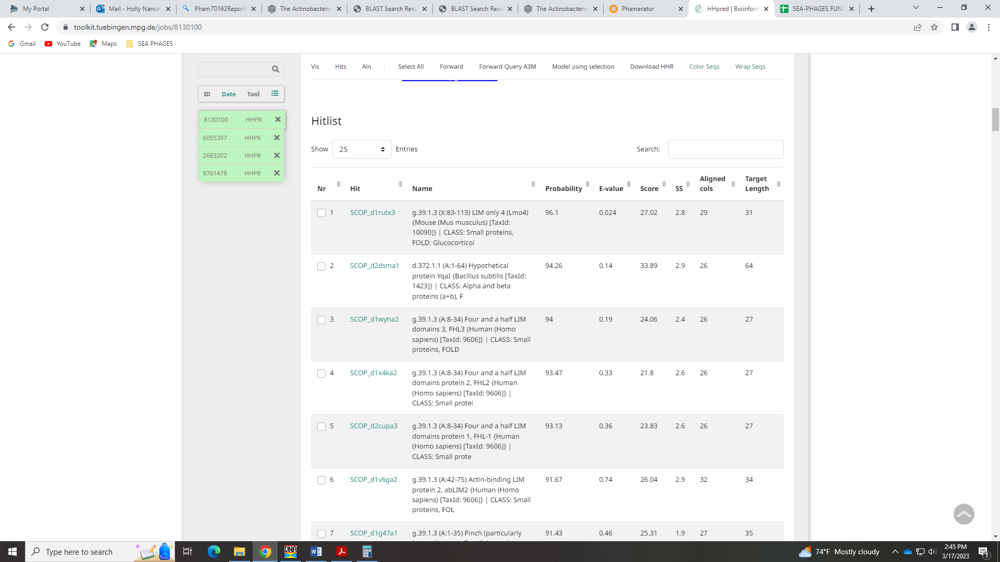 My Portal
Mail - Holly Nance
Pham70162Report.
The Actinobacterio
BLAST Search Resu
BLAST Search Resu
The Actinobacterio
Phamerator
HHpred | Bioinform
SEA-PHAGES FUNC
toolkit.tuebingen.mpg.de/jobs/8130100
Gmail YouTube Maps SEA PHAGES
Vis Hits Aln Select All Forward Forward Query A3M Model using selection Download HHR Color Seqs Wrap Seqs
ID Date Tool
8130100 HHPR
6055397 HHPR
2683202 HHPR
9761478 HHPR
Hitlist
Show 25 Entries Search:
Nr Hit Name Probability E-value Score SS Aligned cols Target Length
1 SCOP_d1rutx3 g.39.1.3 (X:83-113) LIM only 4 (Lmo4) 96.1 0.024 27.02 2.8 29 31
{Mouse (Mus musculus) [TaxId:
10090]} | CLASS: Small proteins,
FOLD: Glucocorticoi
2 SCOP_d2dsma1 d.372.1.1 (A:1-64) Hypothetical 94.26 0.14 33.89 2.9 26 64
protein YqaI {Bacillus subtilis [TaxId:
1423]} | CLASS: Alpha and beta
proteins (a+b), F
3 SCOP_d1wyha2 g.39.1.3 (A:8-34) Four and a half LIM 94 0.19 24.06 2.4 26 27
domains 3, FHL3 {Human (Homo
sapiens) [TaxId: 9606]} | CLASS: Small
proteins, FOLD
4 SCOP_d1x4ka2 g.39.1.3 (A:8-34) Four and a half LIM 93.47 0.33 21.8 2.6 26 27
domains protein 2, FHL2 {Human
(Homo sapiens) [TaxId: 9606]} |
CLASS: Small protei
5 SCOP_d2cupa3 g.39.1.3 (A:8-34) Four and a half LIM 93.13 0.36 23.83 2.6 26 27
domains protein 1, FHL-1 {Human
(Homo sapiens) [TaxId: 9606]} |
CLASS: Small prote
6 SCOP_d1v6ga2 g.39.1.3 (A:42-75) Actin-binding LIM 91.67 0.74 26.04 2.9 32 34
protein 2, abLIM2 {Human (Homo
sapiens) [TaxId: 9606]} | CLASS: Small
proteins, FOL
7 SCOP_d1g47a1 g.39.1.3 (A:1-35) Pinch (particularly 91.43 0.46 25.31 1.9 27 35
Type here to search
DNA
74°F Mostly cloudy
2:45 PM
3/17/2023
1